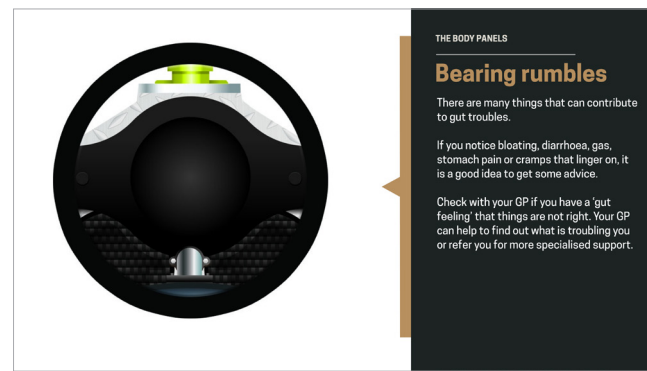 THE BODY PANELS
Bearing rumbles
There are many things that can contribute
to gut troubles.
If you notice bloating, diarrhoea, gas,
stomach pain or cramps that linger on, it
is a good idea to get some advice.
Check with your GP if you have a ‘gut
feeling’ that things are not right. Your GP
can help to find out what is troubling you
or refer you for more specialised support.